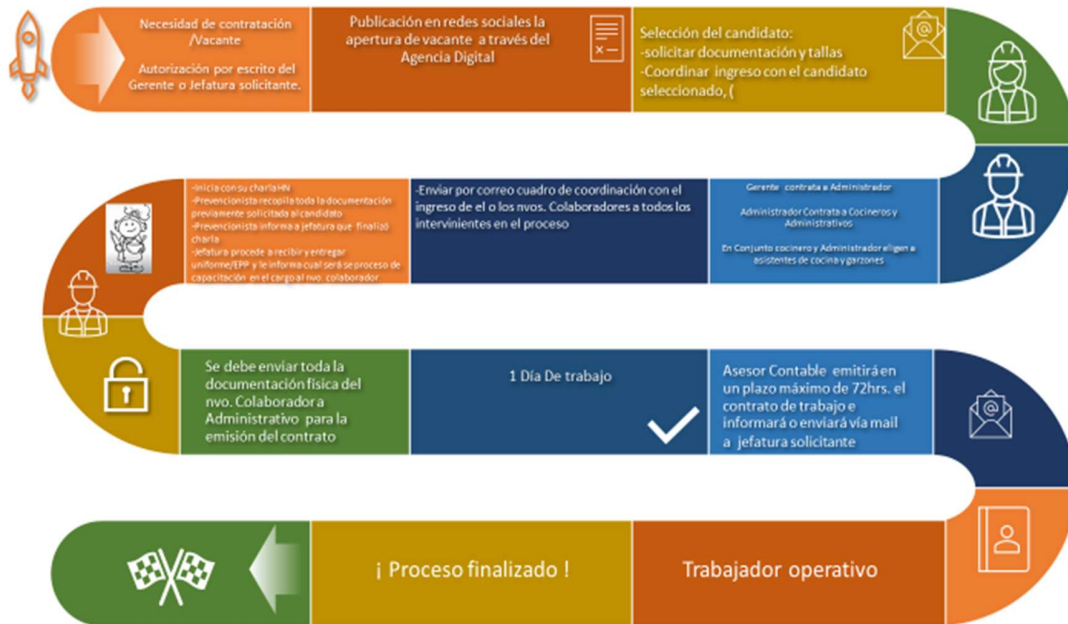 Necesidad de contratación
/Vacante
Autorización por escrito del
Gerente o Jefatura solicitante.
Publicación en redes sociales la
apertura de vacante a través del
Agencia Digital
Selección del candidato:
-solicitar documentación y tallas
-Coordinar ingreso con el candidato
seleccionado, (
Gerente contrata a Administrador
Administrador Contrata a Cocineros y
Administrativos
En Conjunto cocinero y Administrador eligen a
asistentes de cocina y garzones
-Enviar por correo cuadro de coordinación con el
ingreso de el o los nvos. Colaboradores a todos los
intervinientes en el proceso
-Inicia con su charla HN
-Prevencionista recopila toda la documentación
previamente solicitada al candidato
-Prevencionista informa a jefatura que finalizó
charla
-Jefatura procede a recibir y entregar
uniforme/EPP y le informa cual será se proceso de
capacitación en el cargo al nvo. colaborador
Se debe enviar toda la
documentación física del
nvo. Colaborador a
Administrativo para la
emisión del contrato
1 Día De trabajo
Asesor Contable emitirá en
un plazo máximo de 72hrs. el
contrato de trabajo e
informará o enviará vía mail
a jefatura solicitante
Trabajador operativo
¡ Proceso finalizado !